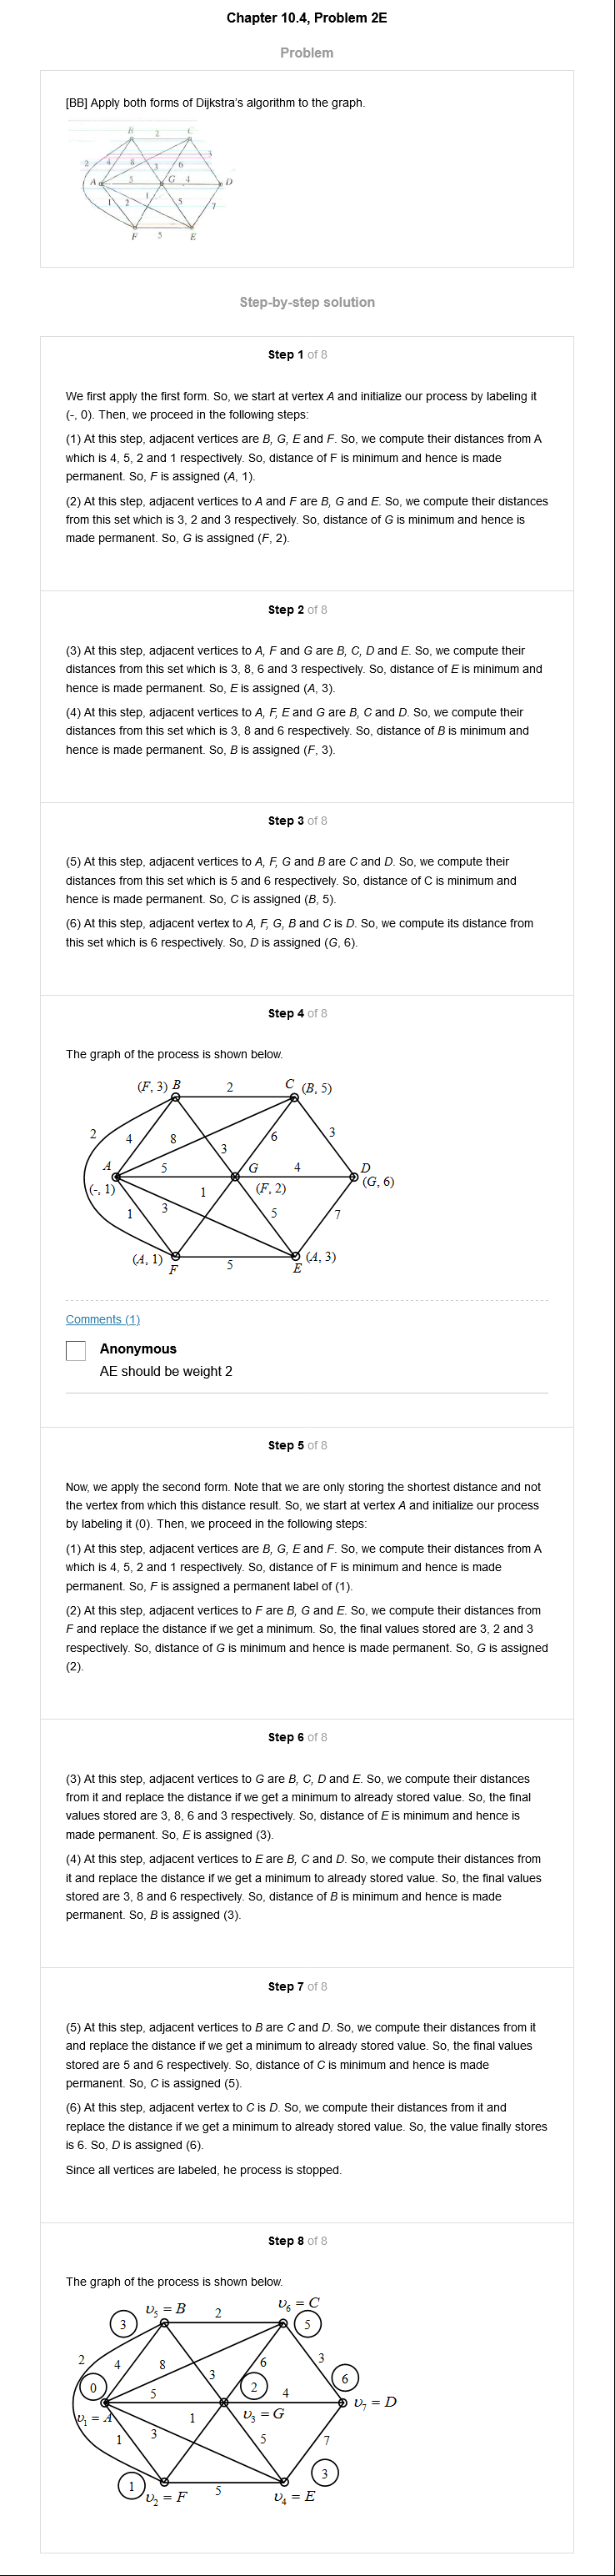 Chapter 10.4, Problem 2E
Problem
[BB] Apply both forms of Dijkstra's algorithm to the graph.
B 2 C
3
2 4 8 3 6
A 5 G 4 D
1 2 1 5 7
F 5 E
Step-by-step solution
Step 1 of 8
We first apply the first form. So, we start at vertex A and initialize our process by labeling it
(-, 0). Then, we proceed in the following steps:
(1) At this step, adjacent vertices are B, G, E and F. So, we compute their distances from A
which is 4, 5, 2 and 1 respectively. So, distance of F is minimum and hence is made
permanent. So, F is assigned (A, 1).
(2) At this step, adjacent vertices to A and F are B, G and E. So, we compute their distances
from this set which is 3, 2 and 3 respectively. So, distance of G is minimum and hence is
made permanent. So, G is assigned (F, 2).
Step 2 of 8
(3) At this step, adjacent vertices to A, F and G are B, C, D and E. So, we compute their
distances from this set which is 3, 8, 6 and 3 respectively. So, distance of E is minimum and
hence is made permanent. So, E is assigned (A, 3).
(4) At this step, adjacent vertices to A, F, E and G are B, C and D. So, we compute their
distances from this set which is 3, 8 and 6 respectively. So, distance of B is minimum and
hence is made permanent. So, B is assigned (F, 3).
Step 3 of 8
(5) At this step, adjacent vertices to A, F, G and B are C and D. So, we compute their
distances from this set which is 5 and 6 respectively. So, distance of C is minimum and
hence is made permanent. So, C is assigned (B, 5).
(6) At this step, adjacent vertex to A, F, G, B and C is D. So, we compute its distance from
this set which is 6 respectively. So, D is assigned (G, 6).
Step 4 of 8
The graph of the process is shown below.
(F, 3) B 2 C (B, 5)
2 4 8 3 6 3
A 5 G 4 D
(-, 1) 1 (F, 2) (G, 6)
1 3 5 7
(A, 1) F 5 E (A, 3)
Comments (1)
Anonymous
AE should be weight 2
Step 5 of 8
Now, we apply the second form. Note that we are only storing the shortest distance and not
the vertex from which this distance result. So, we start at vertex A and initialize our process
by labeling it (0). Then, we proceed in the following steps:
(1) At this step, adjacent vertices are B, G, E and F. So, we compute their distances from A
which is 4, 5, 2 and 1 respectively. So, distance of F is minimum and hence is made
permanent. So, F is assigned a permanent label of (1).
(2) At this step, adjacent vertices to F are B, G and E. So, we compute their distances from
F and replace the distance if we get a minimum. So, the final values stored are 3, 2 and 3
respectively. So, distance of G is minimum and hence is made permanent. So, G is assigned
(2).
Step 6 of 8
(3) At this step, adjacent vertices to G are B, C, D and E. So, we compute their distances
from it and replace the distance if we get a minimum to already stored value. So, the final
values stored are 3, 8, 6 and 3 respectively. So, distance of E is minimum and hence is
made permanent. So, E is assigned (3).
(4) At this step, adjacent vertices to E are B, C and D. So, we compute their distances from
it and replace the distance if we get a minimum to already stored value. So, the final values
stored are 3, 8 and 6 respectively. So, distance of B is minimum and hence is made
permanent. So, B is assigned (3).
Step 7 of 8
(5) At this step, adjacent vertices to B are C and D. So, we compute their distances from it
and replace the distance if we get a minimum to already stored value. So, the final values
stored are 5 and 6 respectively. So, distance of C is minimum and hence is made
permanent. So, C is assigned (5).
(6) At this step, adjacent vertex to C is D. So, we compute their distances from it and
replace the distance if we get a minimum to already stored value. So, the value finally stores
is 6. So, D is assigned (6).
Since all vertices are labeled, he process is stopped.
Step 8 of 8
The graph of the process is shown below.
υ₅ = B 2 υ₆ = C
3 5
2 4 8 3 6 3
0 5 2 4 6
υ₁ = A 1 υ₃ = G υ₇ = D
1 3 5 7
1 υ₂ = F 5 υ₄ = E 3